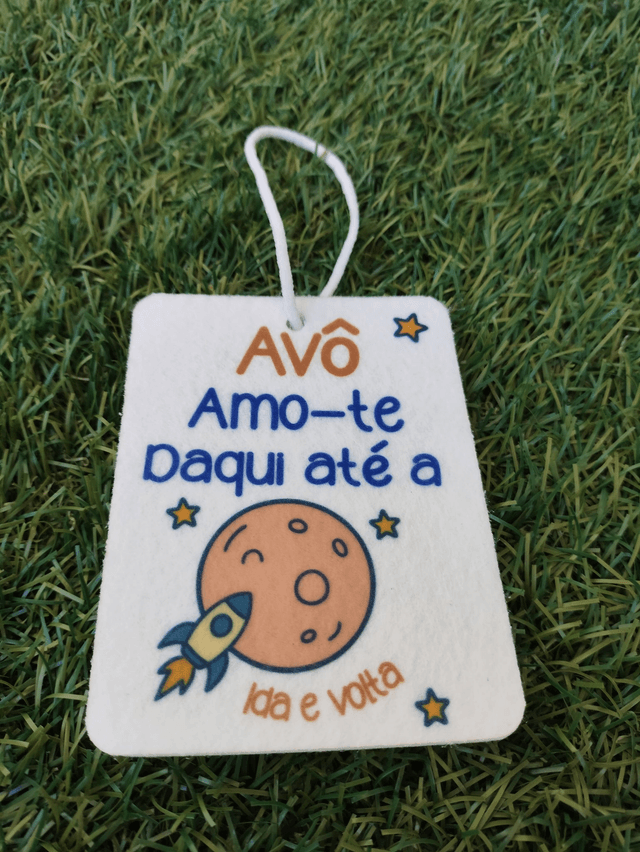 AVÔ
Amo-te
Daqui até a
Ida e volta